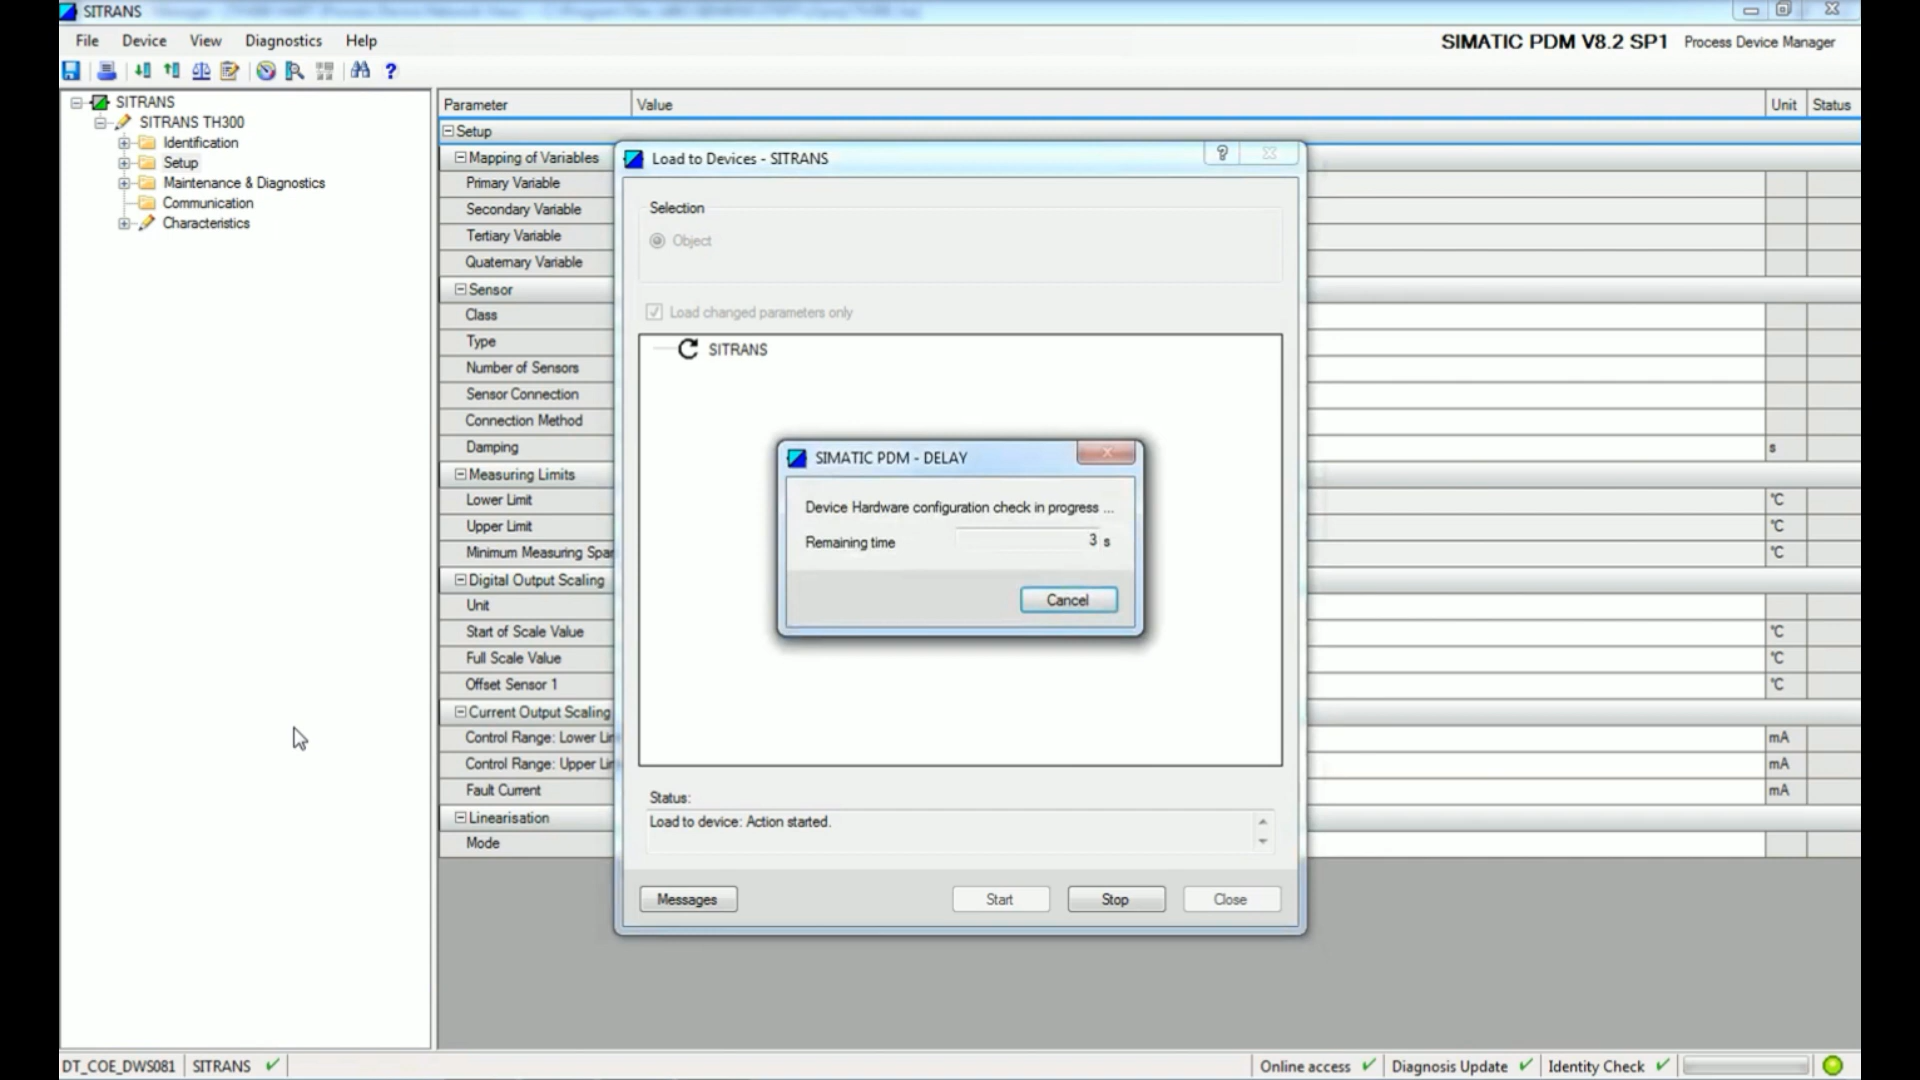 SITRANS
File Device View Diagnostics Help
SIMATIC PDM V8.2 SP1 Process Device Manager
SITRANS
SITRANS TH300
Identification
Setup
Maintenance & Diagnostics
Communication
Characteristics
Parameter Value Unit Status
Setup
Mapping of Variables
Primary Variable
Secondary Variable
Tertiary Variable
Quaternary Variable
Sensor
Class
Type
Number of Sensors
Sensor Connection
Connection Method
Damping s
Measuring Limits
Lower Limit °C
Upper Limit °C
Minimum Measuring Spar °C
Digital Output Scaling
Unit
Start of Scale Value °C
Full Scale Value °C
Offset Sensor 1 °C
Current Output Scaling
Control Range: Lower Lin mA
Control Range: Upper Lin mA
Fault Current mA
Linearisation
Mode
Load to Devices - SITRANS
Selection
Object
Load changed parameters only
SITRANS
SIMATIC PDM - DELAY
Device Hardware configuration check in progress ...
Remaining time 3 s
Cancel
Status:
Load to device: Action started.
Messages Start Stop Close
DT_COE_DWS081 SITRANS Online access Diagnosis Update Identity Check